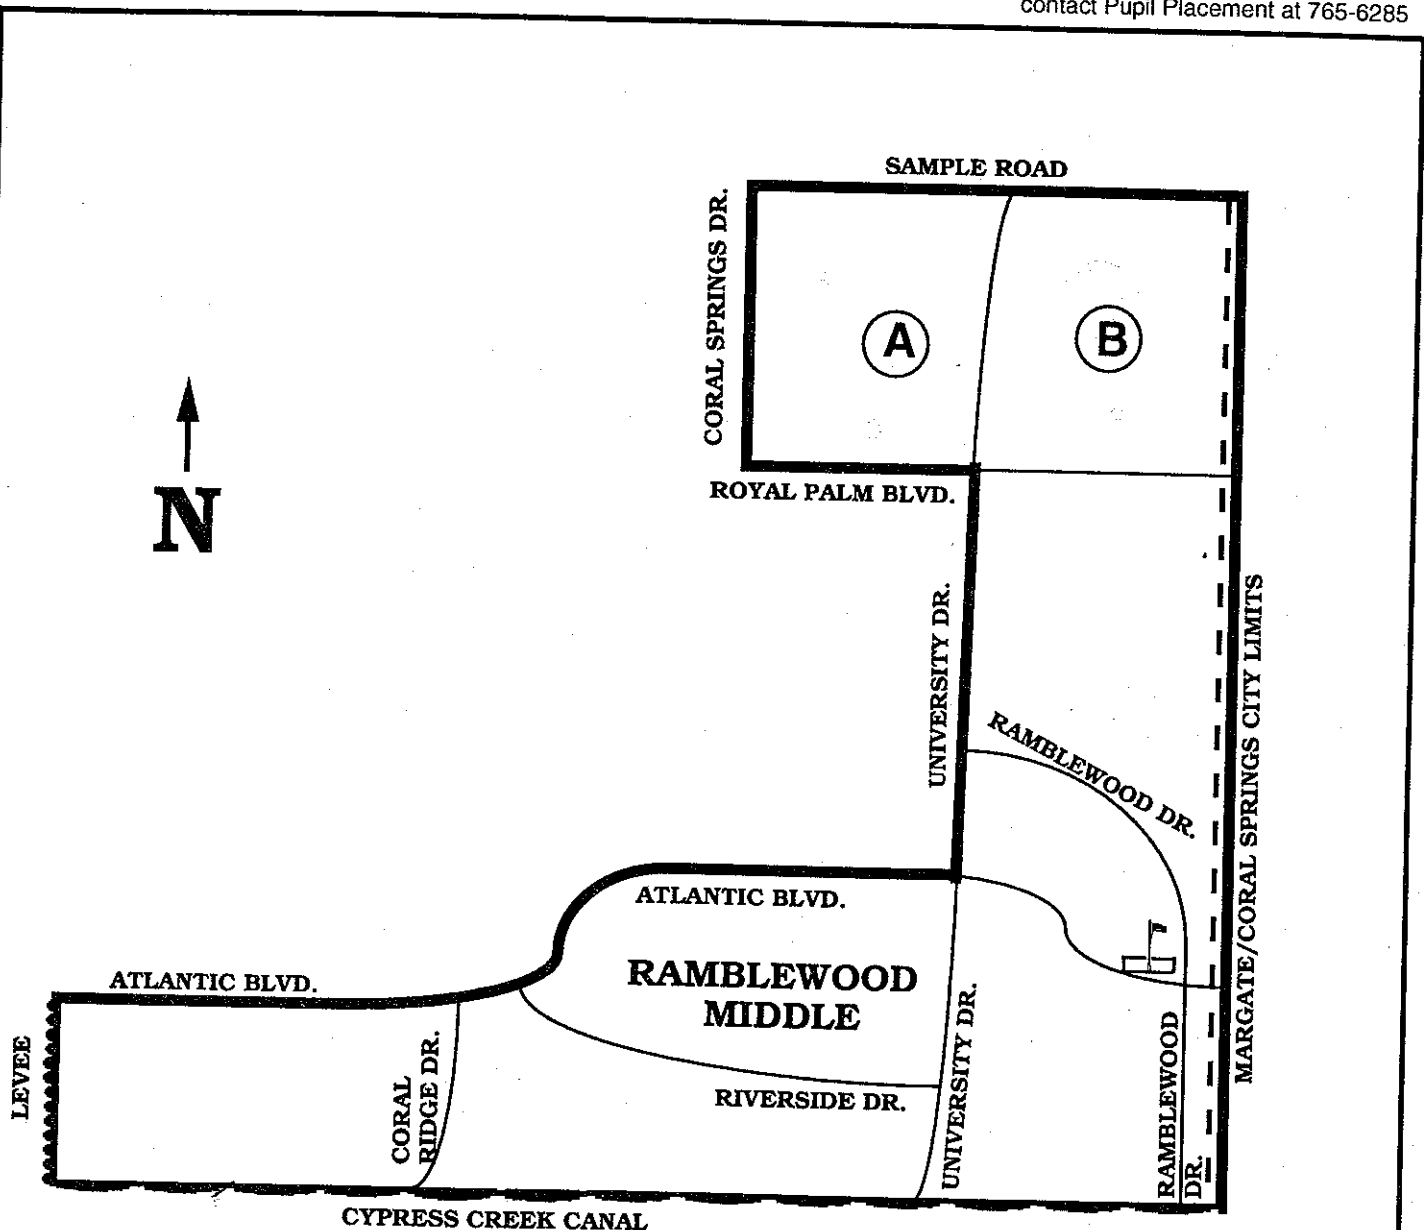 contact Pupil Placement at 765-6285
SAMPLE ROAD
CORAL SPRINGS DR.
A
B
N
ROYAL PALM BLVD.
UNIVERSITY DR.
MARGATE/CORAL SPRINGS CITY LIMITS
RAMBLEWOOD DR.
ATLANTIC BLVD.
RAMBLEWOOD
MIDDLE
ATLANTIC BLVD.
LEVEE
CORAL
RIDGE DR.
RIVERSIDE DR.
UNIVERSITY DR.
RAMBLEWOOD
DR.
CYPRESS CREEK CANAL